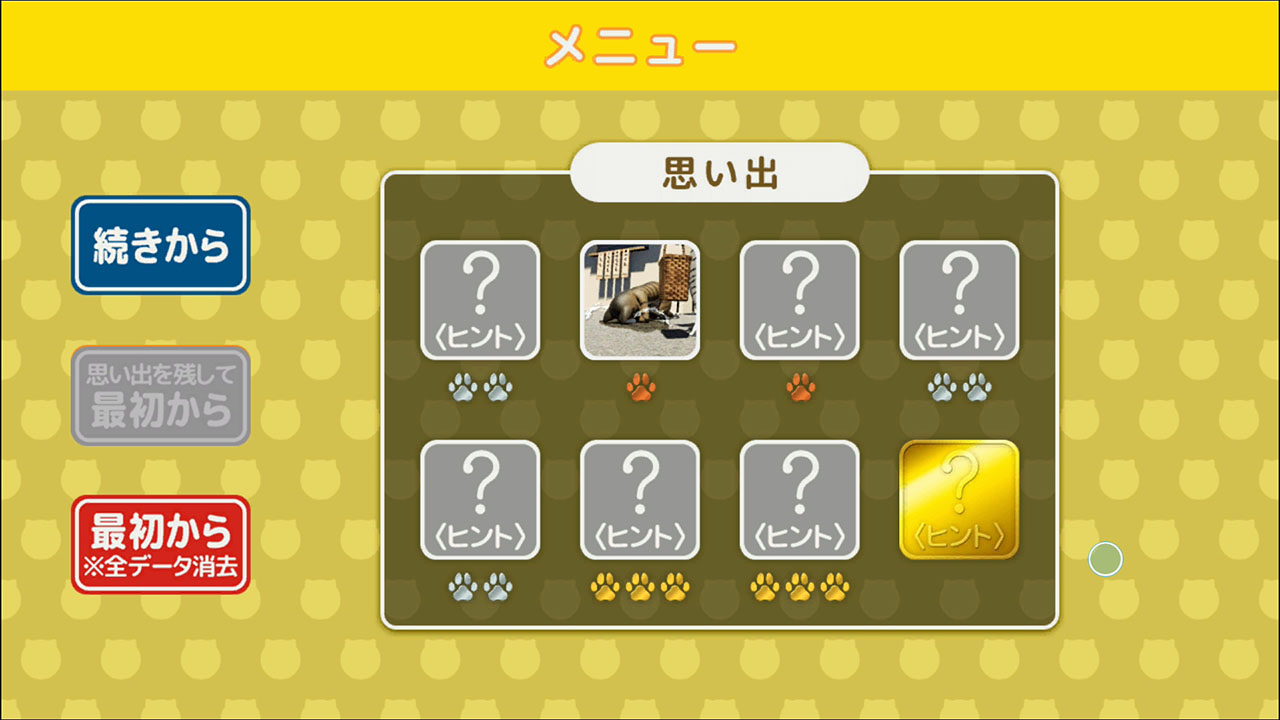 メニュー
思い出
続きから
思い出を残して
最初から
最初から
※全データ消去
?
〈ヒント〉
?
〈ヒント〉
?
〈ヒント〉
?
〈ヒント〉
?
〈ヒント〉
?
〈ヒント〉
?
〈ヒント〉